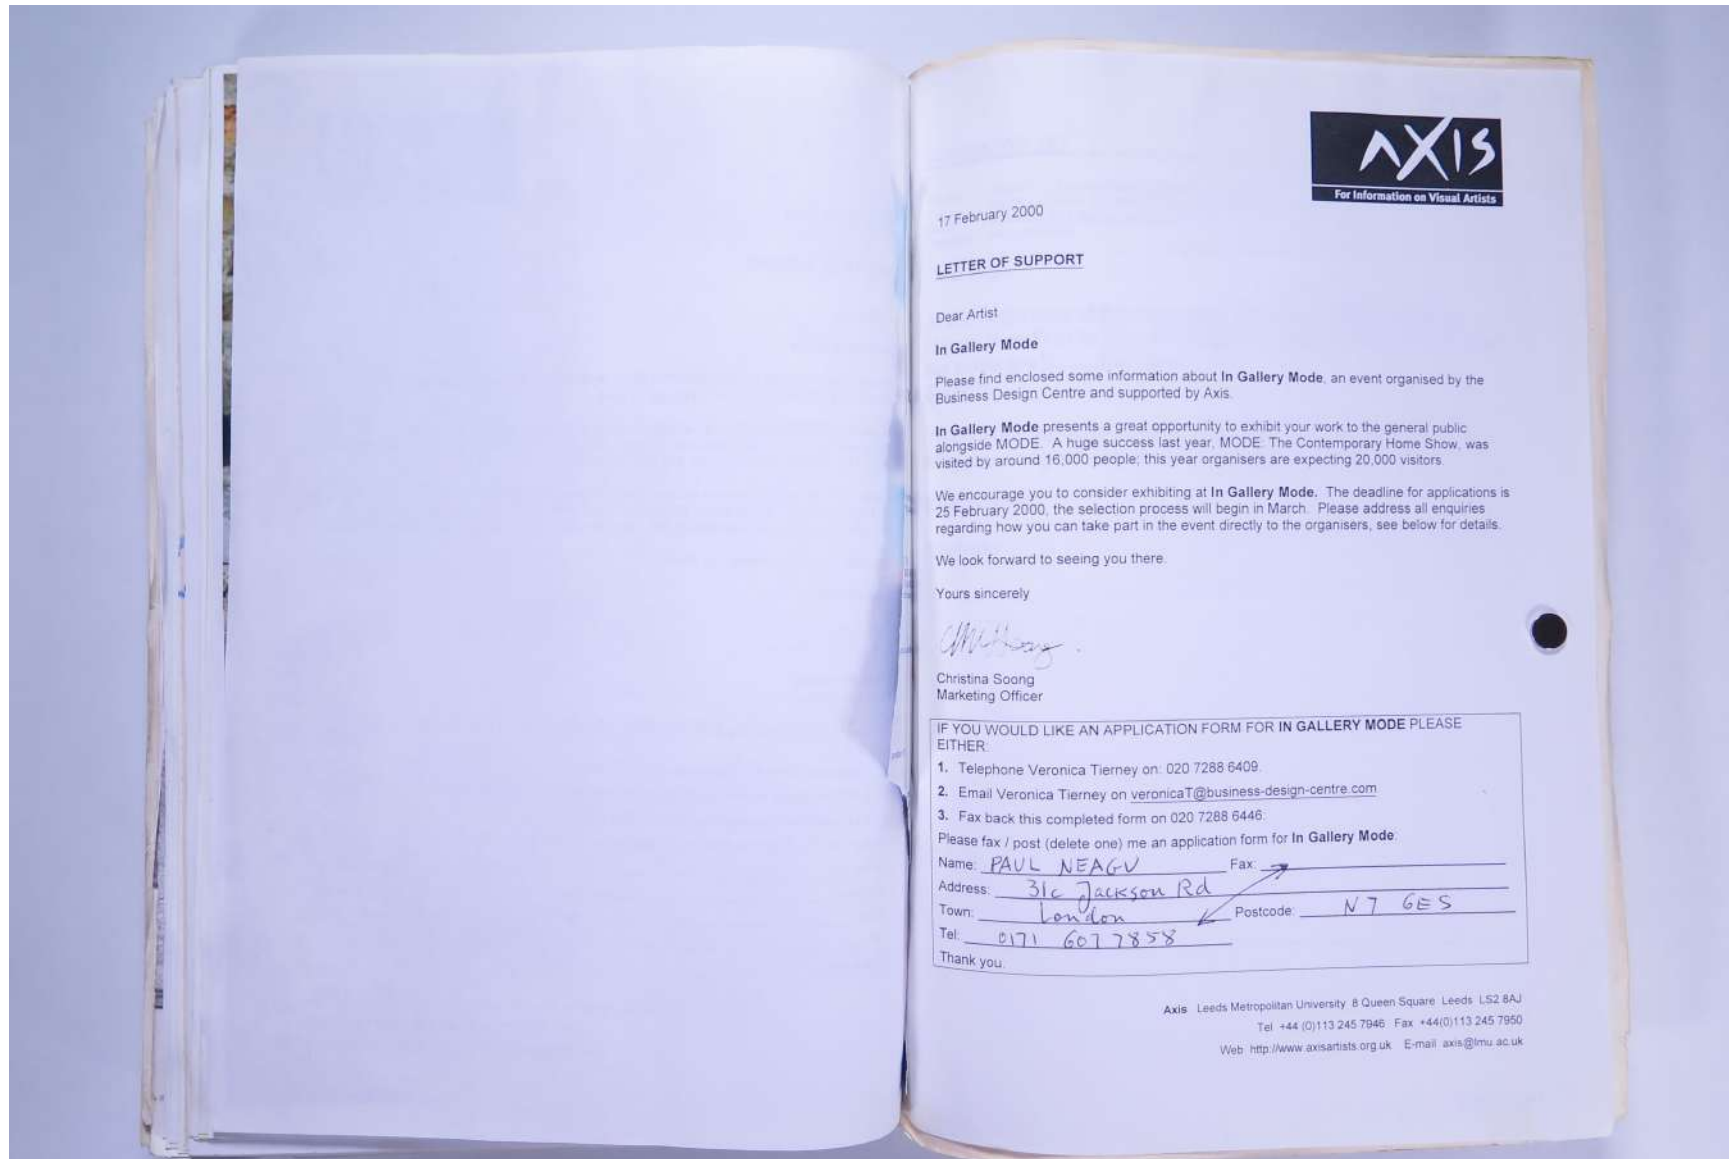 AXIS
For Information on Visual Artists
17 February 2000
LETTER OF SUPPORT
Dear Artist
In Gallery Mode
Please find enclosed some information about In Gallery Mode, an event organised by the
Business Design Centre and supported by Axis.
In Gallery Mode presents a great opportunity to exhibit your work to the general public
alongside MODE. A huge success last year, MODE: The Contemporary Home Show, was
visited by around 16,000 people; this year organisers are expecting 20,000 visitors.
We encourage you to consider exhibiting at In Gallery Mode. The deadline for applications is
25 February 2000, the selection process will begin in March. Please address all enquiries
regarding how you can take part in the event directly to the organisers, see below for details.
We look forward to seeing you there.
Yours sincerely
Christina Soong
Marketing Officer
IF YOU WOULD LIKE AN APPLICATION FORM FOR IN GALLERY MODE PLEASE
EITHER:
1. Telephone Veronica Tierney on: 020 7288 6409.
2. Email Veronica Tierney on veronicaT@business-design-centre.com
3. Fax back this completed form on 020 7288 6446:
Please fax / post (delete one) me an application form for In Gallery Mode:
Name: PAUL NEAGU Fax:
Address: 31c Jackson Rd
Town: London Postcode: N7 6ES
Tel: 0171 607 7858
Thank you.
Axis Leeds Metropolitan University 8 Queen Square Leeds LS2 8AJ
Tel +44 (0)113 245 7946 Fax +44(0)113 245 7950
Web http://www.axisartists.org.uk E-mail axis@lmu.ac.uk